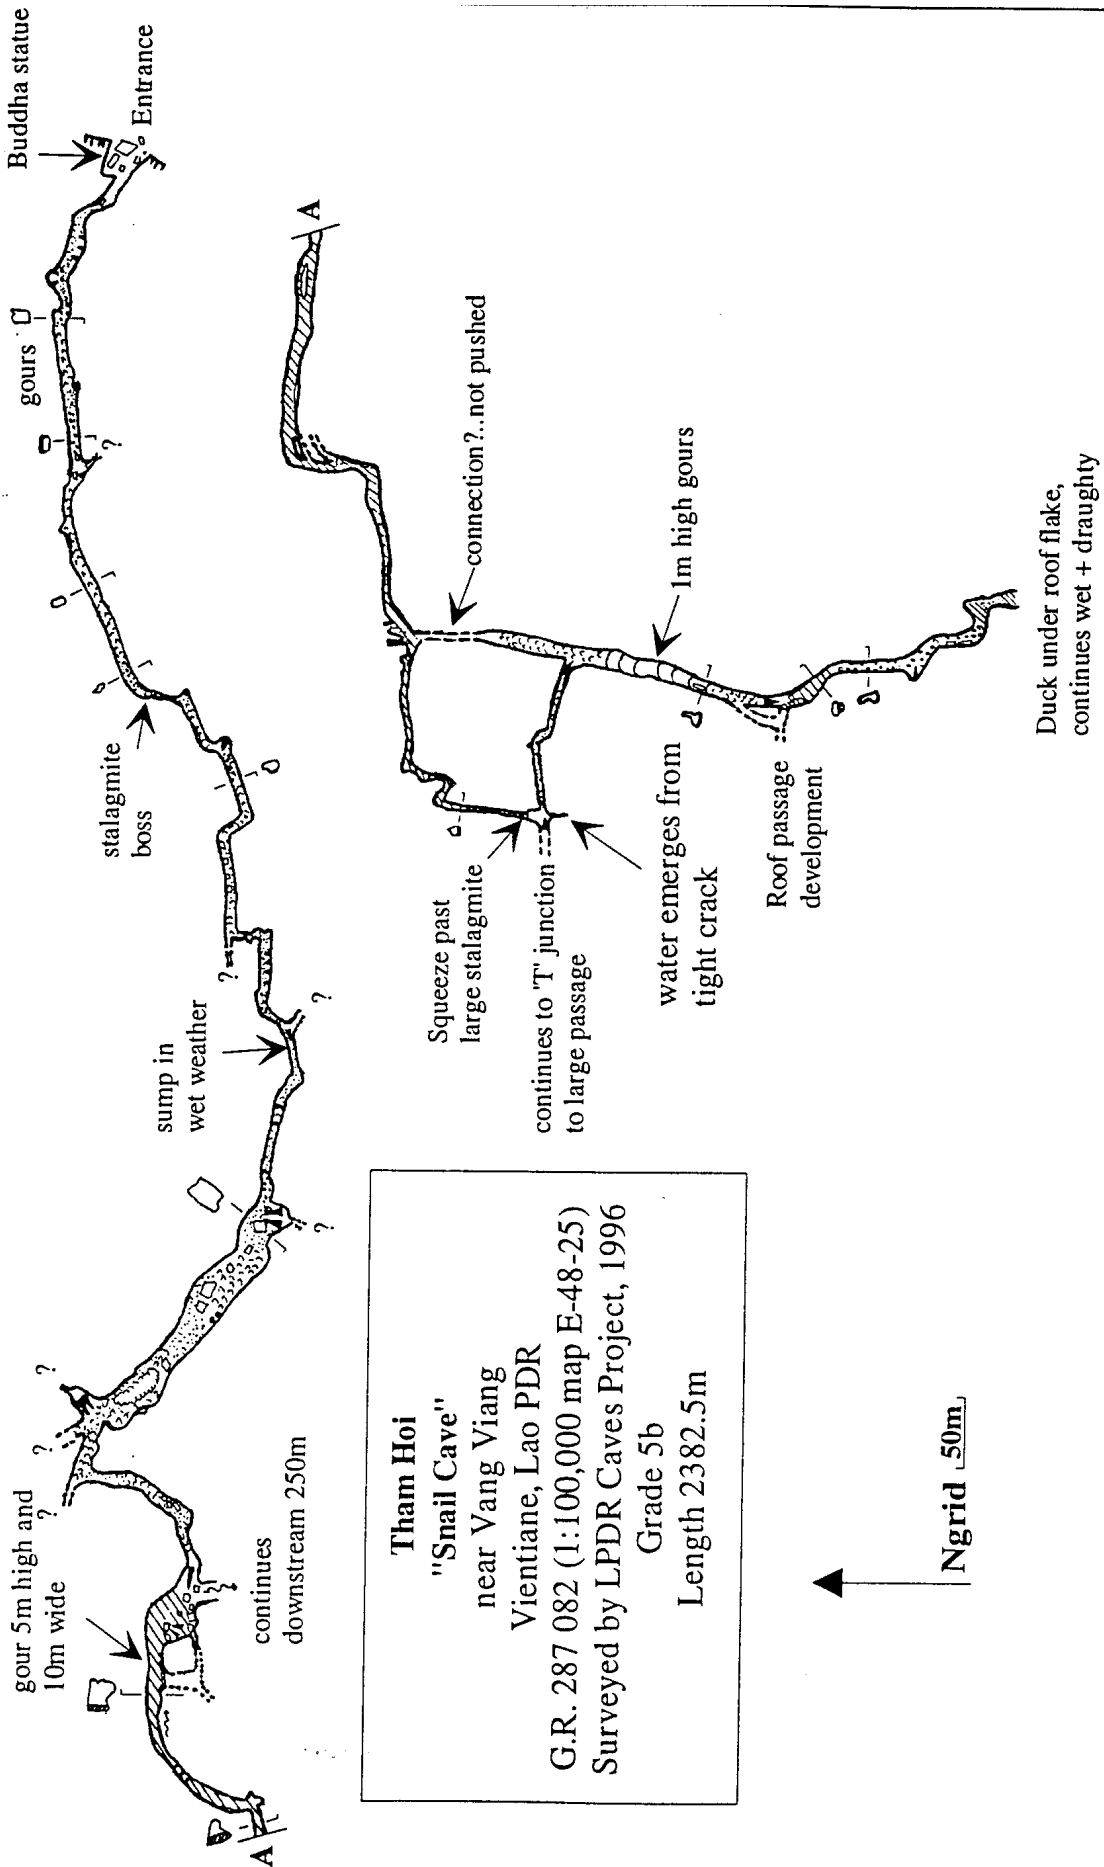 Buddha statue
Entrance
gours
?
stalagmite
boss
?
sump in
wet weather
?
?
?
?
?
gour 5m high and
10m wide
continues
downstream 250m
A
A
connection?..not pushed
1m high gours
Squeeze past
large stalagmite
continues to 'T' junction
to large passage
water emerges from
tight crack
Roof passage
development
Duck under roof flake,
continues wet + draughty
Tham Hoi
"Snail Cave"
near Vang Viang
Vientiane, Lao PDR
G.R. 287 082 (1:100,000 map E-48-25)
Surveyed by LPDR Caves Project, 1996
Grade 5b
Length 2382.5m
Ngrid 50m